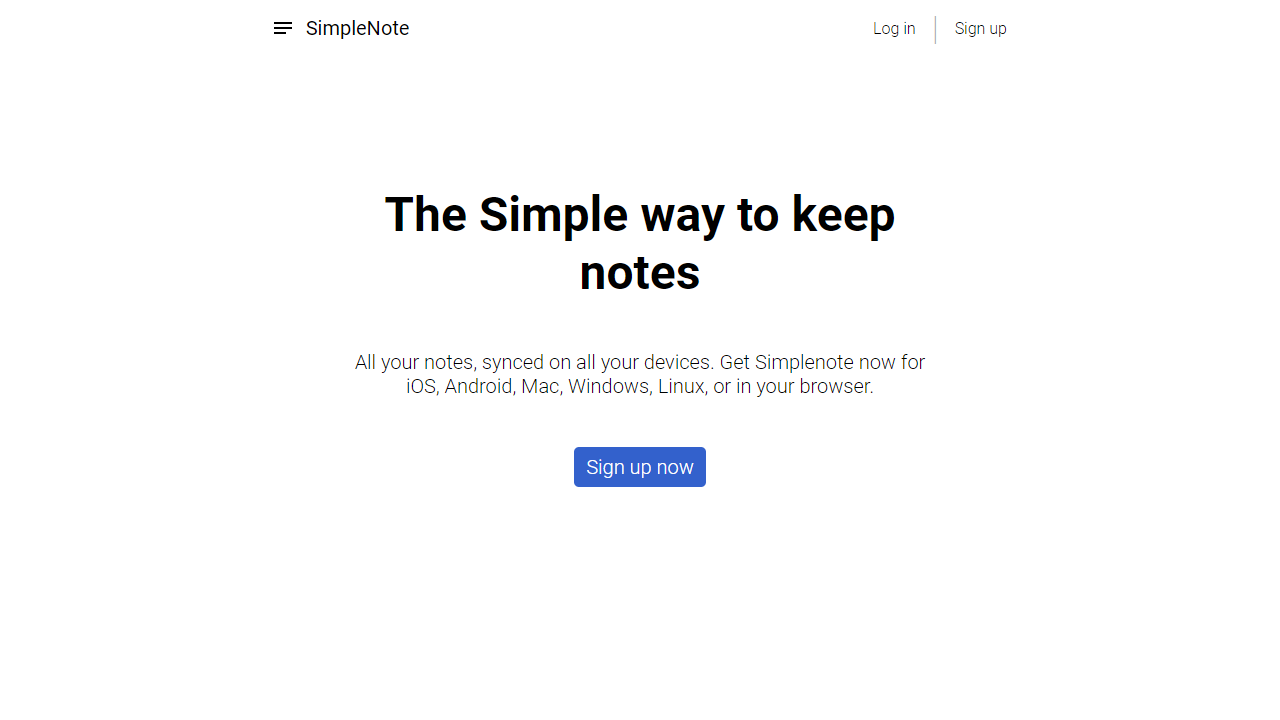 SimpleNote
Log in
Sign up
The Simple way to keep
notes
All your notes, synced on all your devices. Get Simplenote now for
iOS, Android, Mac, Windows, Linux, or in your browser.
Sign up now